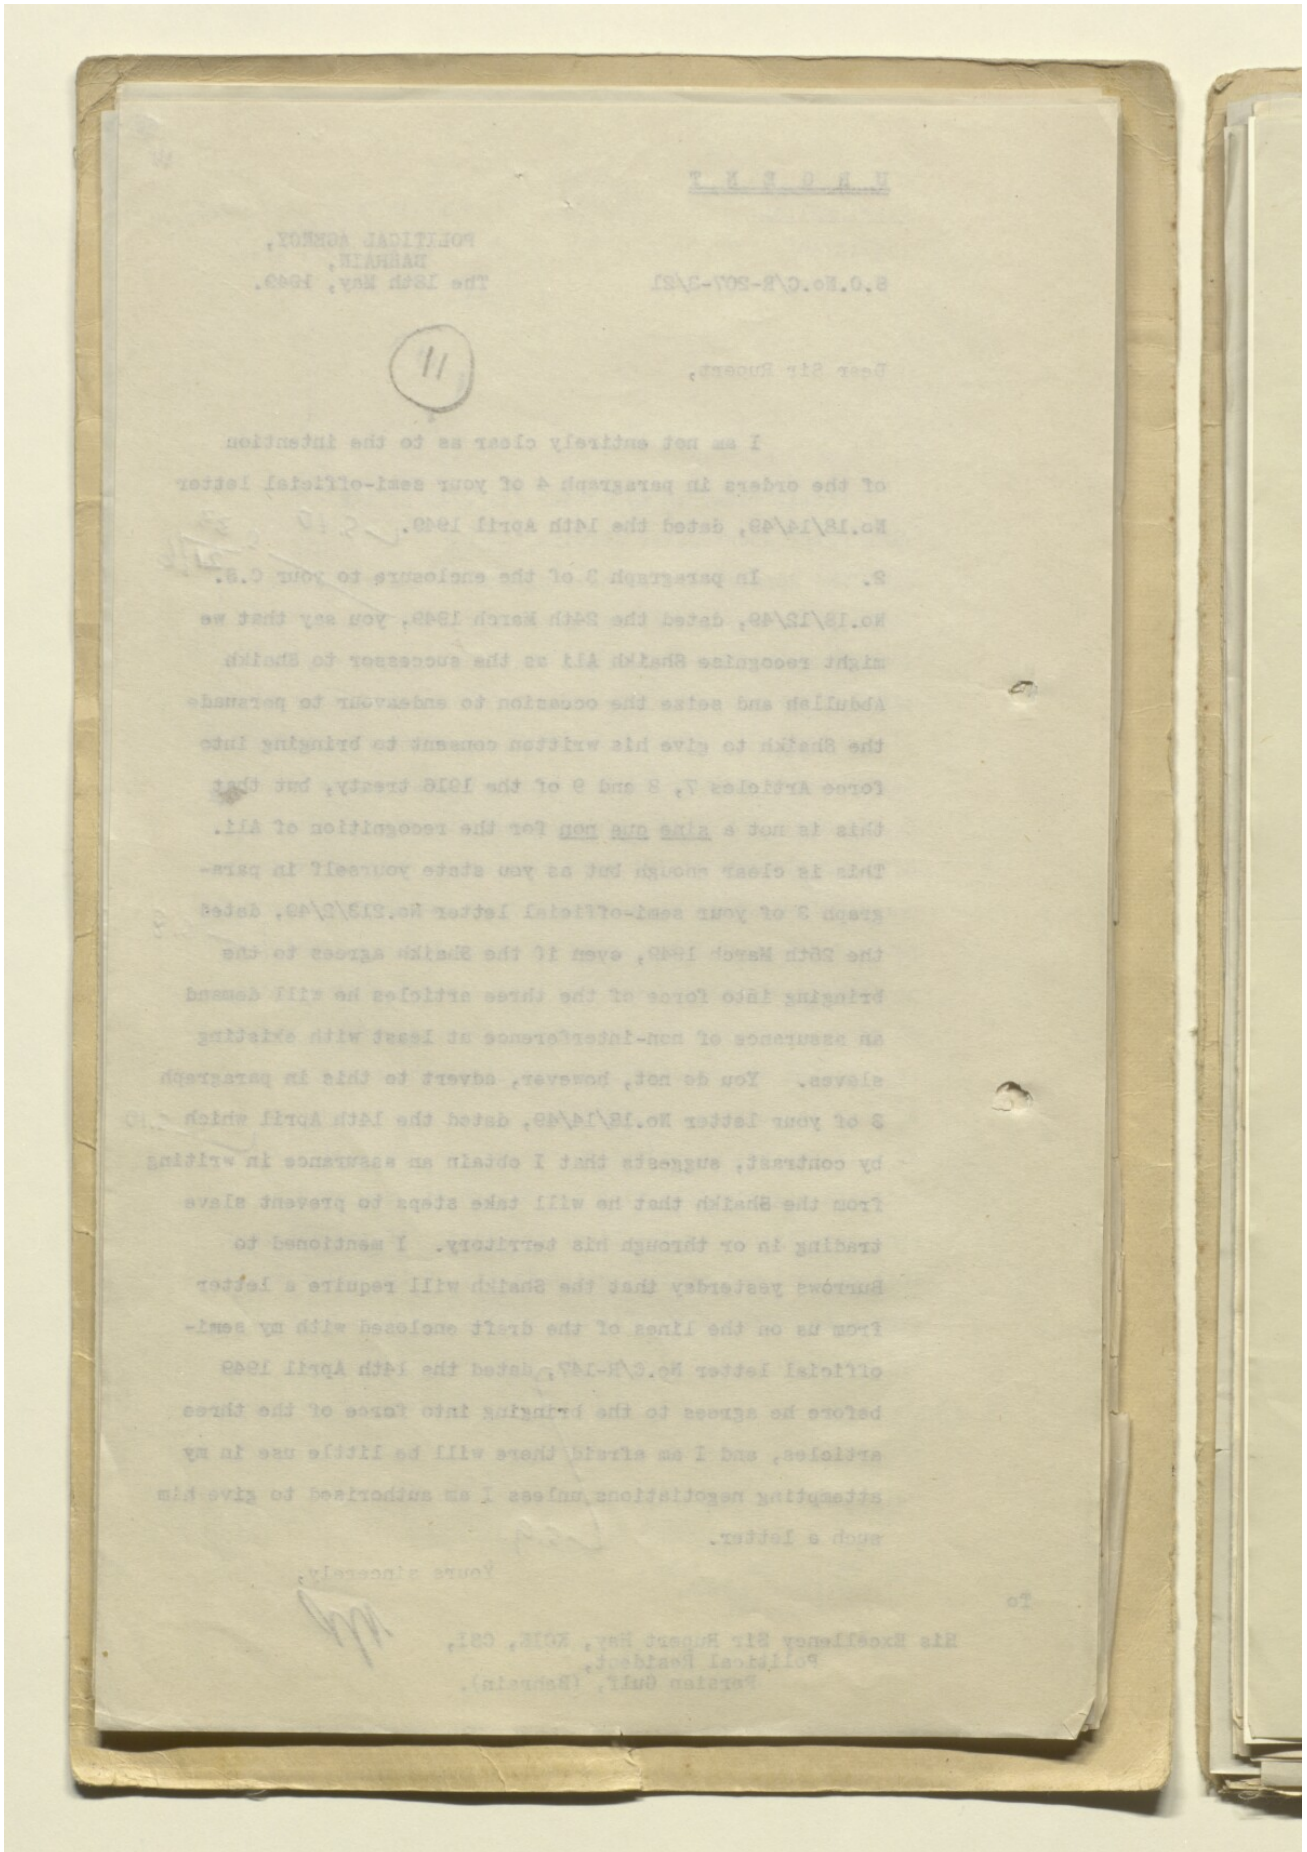 URGENT
POLITICAL AGENCY,
BAHRAIN,
D.O.No.C/R-207-3/21 The 18th May, 1949.
11
Dear Sir Rupert,
I am not entirely clear as to the intention
of the orders in paragraph 4 of your semi-official letter
No.18/14/49, dated the 14th April 1949.
2. In paragraph 3 of the enclosure to your C.S.
No.18/12/49, dated the 24th March 1949, you say that we
might recognise Shaikh Ali as the successor to Shaikh
Abdullah and seize the occasion to endeavour to persuade
the Shaikh to give his written consent to bringing into
force Articles 7, 8 and 9 of the 1916 treaty, but that
this is not a sine qua non for the recognition of Ali.
This is clear enough but as you state yourself in para-
graph 3 of your semi-official letter No.213/2/49, dated
the 25th March 1949, even if the Shaikh agrees to the
bringing into force of the three articles he will demand
an assurance of non-interference at least with existing
slaves. You do not, however, advert to this in paragraph
3 of your letter No.18/14/49, dated the 14th April which
by contrast, suggests that I obtain an assurance in writing
from the Shaikh that he will take steps to prevent slave
trading in or through his territory. I mentioned to
Burrows yesterday that the Shaikh will require a letter
from us on the lines of the draft enclosed with my semi-
official letter No.C/R-147, dated the 14th April 1949
before he agrees to the bringing into force of the three
articles, and I am afraid there will be little use in my
attempting negotiations unless I am authorised to give him
such a letter.
Yours sincerely,
To
His Excellency Sir Rupert Hay, KCIE, CSI,
Political Resident,
Persian Gulf, (Bahrain).